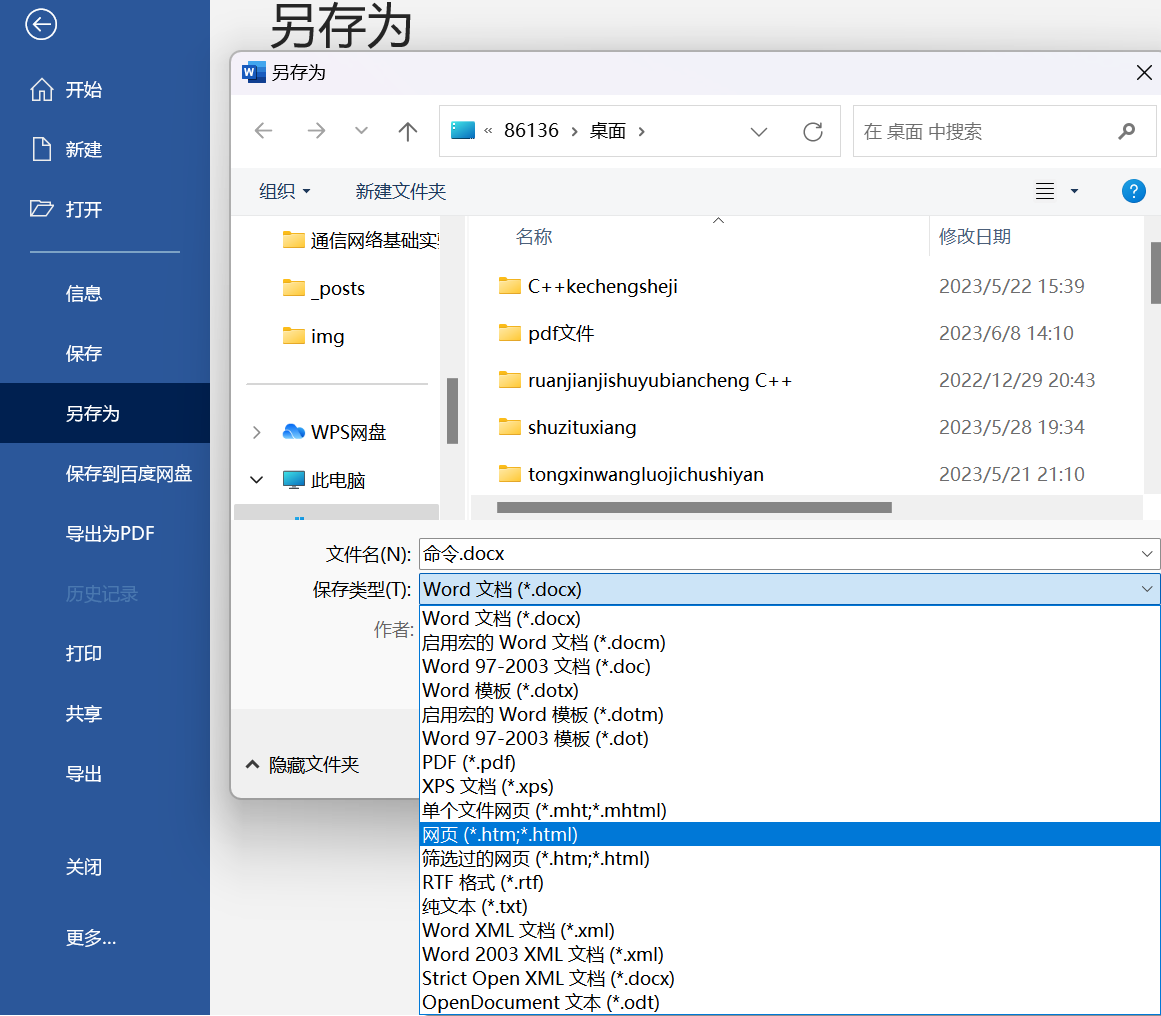 另存为
开始
新建
打开
信息
保存
另存为
保存到百度网盘
导出为PDF
历史记录
打印
共享
导出
关闭
更多...
W 另存为
« 86136 › 桌面 ›
在 桌面 中搜索
组织
新建文件夹
?
通信网络基础实
_posts
img
WPS网盘
此电脑
名称
修改日期
C++kechengsheji 2023/5/22 15:39
pdf文件 2023/6/8 14:10
ruanjianjishuyubiancheng C++ 2022/12/29 20:43
shuzituxiang 2023/5/28 19:34
tongxinwangluojichushiyan 2023/5/21 21:10
文件名(N): 命令.docx
保存类型(T): Word 文档 (*.docx)
作者:
隐藏文件夹
Word 文档 (*.docx)
启用宏的 Word 文档 (*.docm)
Word 97-2003 文档 (*.doc)
Word 模板 (*.dotx)
启用宏的 Word 模板 (*.dotm)
Word 97-2003 模板 (*.dot)
PDF (*.pdf)
XPS 文档 (*.xps)
单个文件网页 (*.mht;*.mhtml)
网页 (*.htm;*.html)
筛选过的网页 (*.htm;*.html)
RTF 格式 (*.rtf)
纯文本 (*.txt)
Word XML 文档 (*.xml)
Word 2003 XML 文档 (*.xml)
Strict Open XML 文档 (*.docx)
OpenDocument 文本 (*.odt)